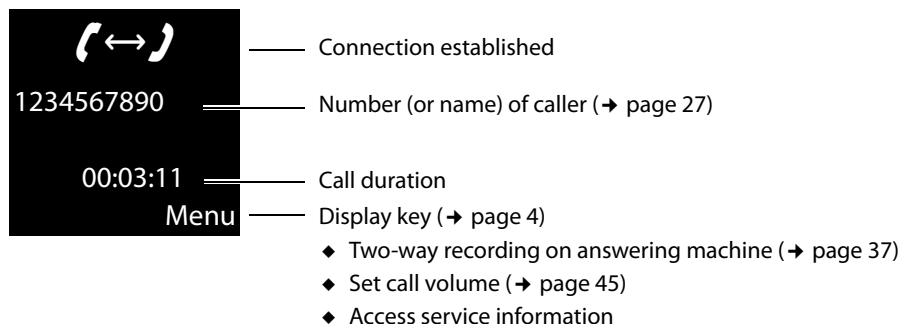 Connection established
1234567890 Number (or name) of caller (➔ page 27)
00:03:11 Call duration
Menu Display key (➔ page 4)
◆ Two-way recording on answering machine (➔ page 37)
◆ Set call volume (➔ page 45)
◆ Access service information